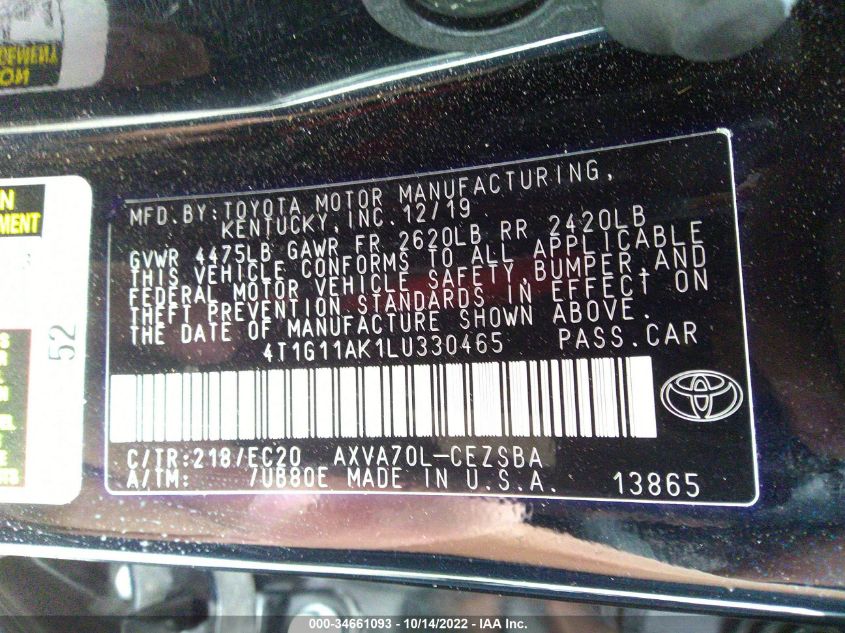 MFD.BY:TOYOTA MOTOR MANUFACTURING,
KENTUCKY, INC. 12/19
GVWR 4475LB GAWR FR 2620LB RR 2420LB
THIS VEHICLE CONFORMS TO ALL APPLICABLE
FEDERAL MOTOR VEHICLE SAFETY,BUMPER,AND
THEFT PREVENTION STANDARDS IN EFFECT ON
THE DATE OF MANUFACTURE SHOWN ABOVE.
4T1G11AK1LU330465 PASS.CAR
C/TR:218/EC20 AXVA70L-CEZSBA
A/TM: 7UB80E MADE IN U.S.A. 13865
52
000-34661093 - 10/14/2022 - IAA Inc.